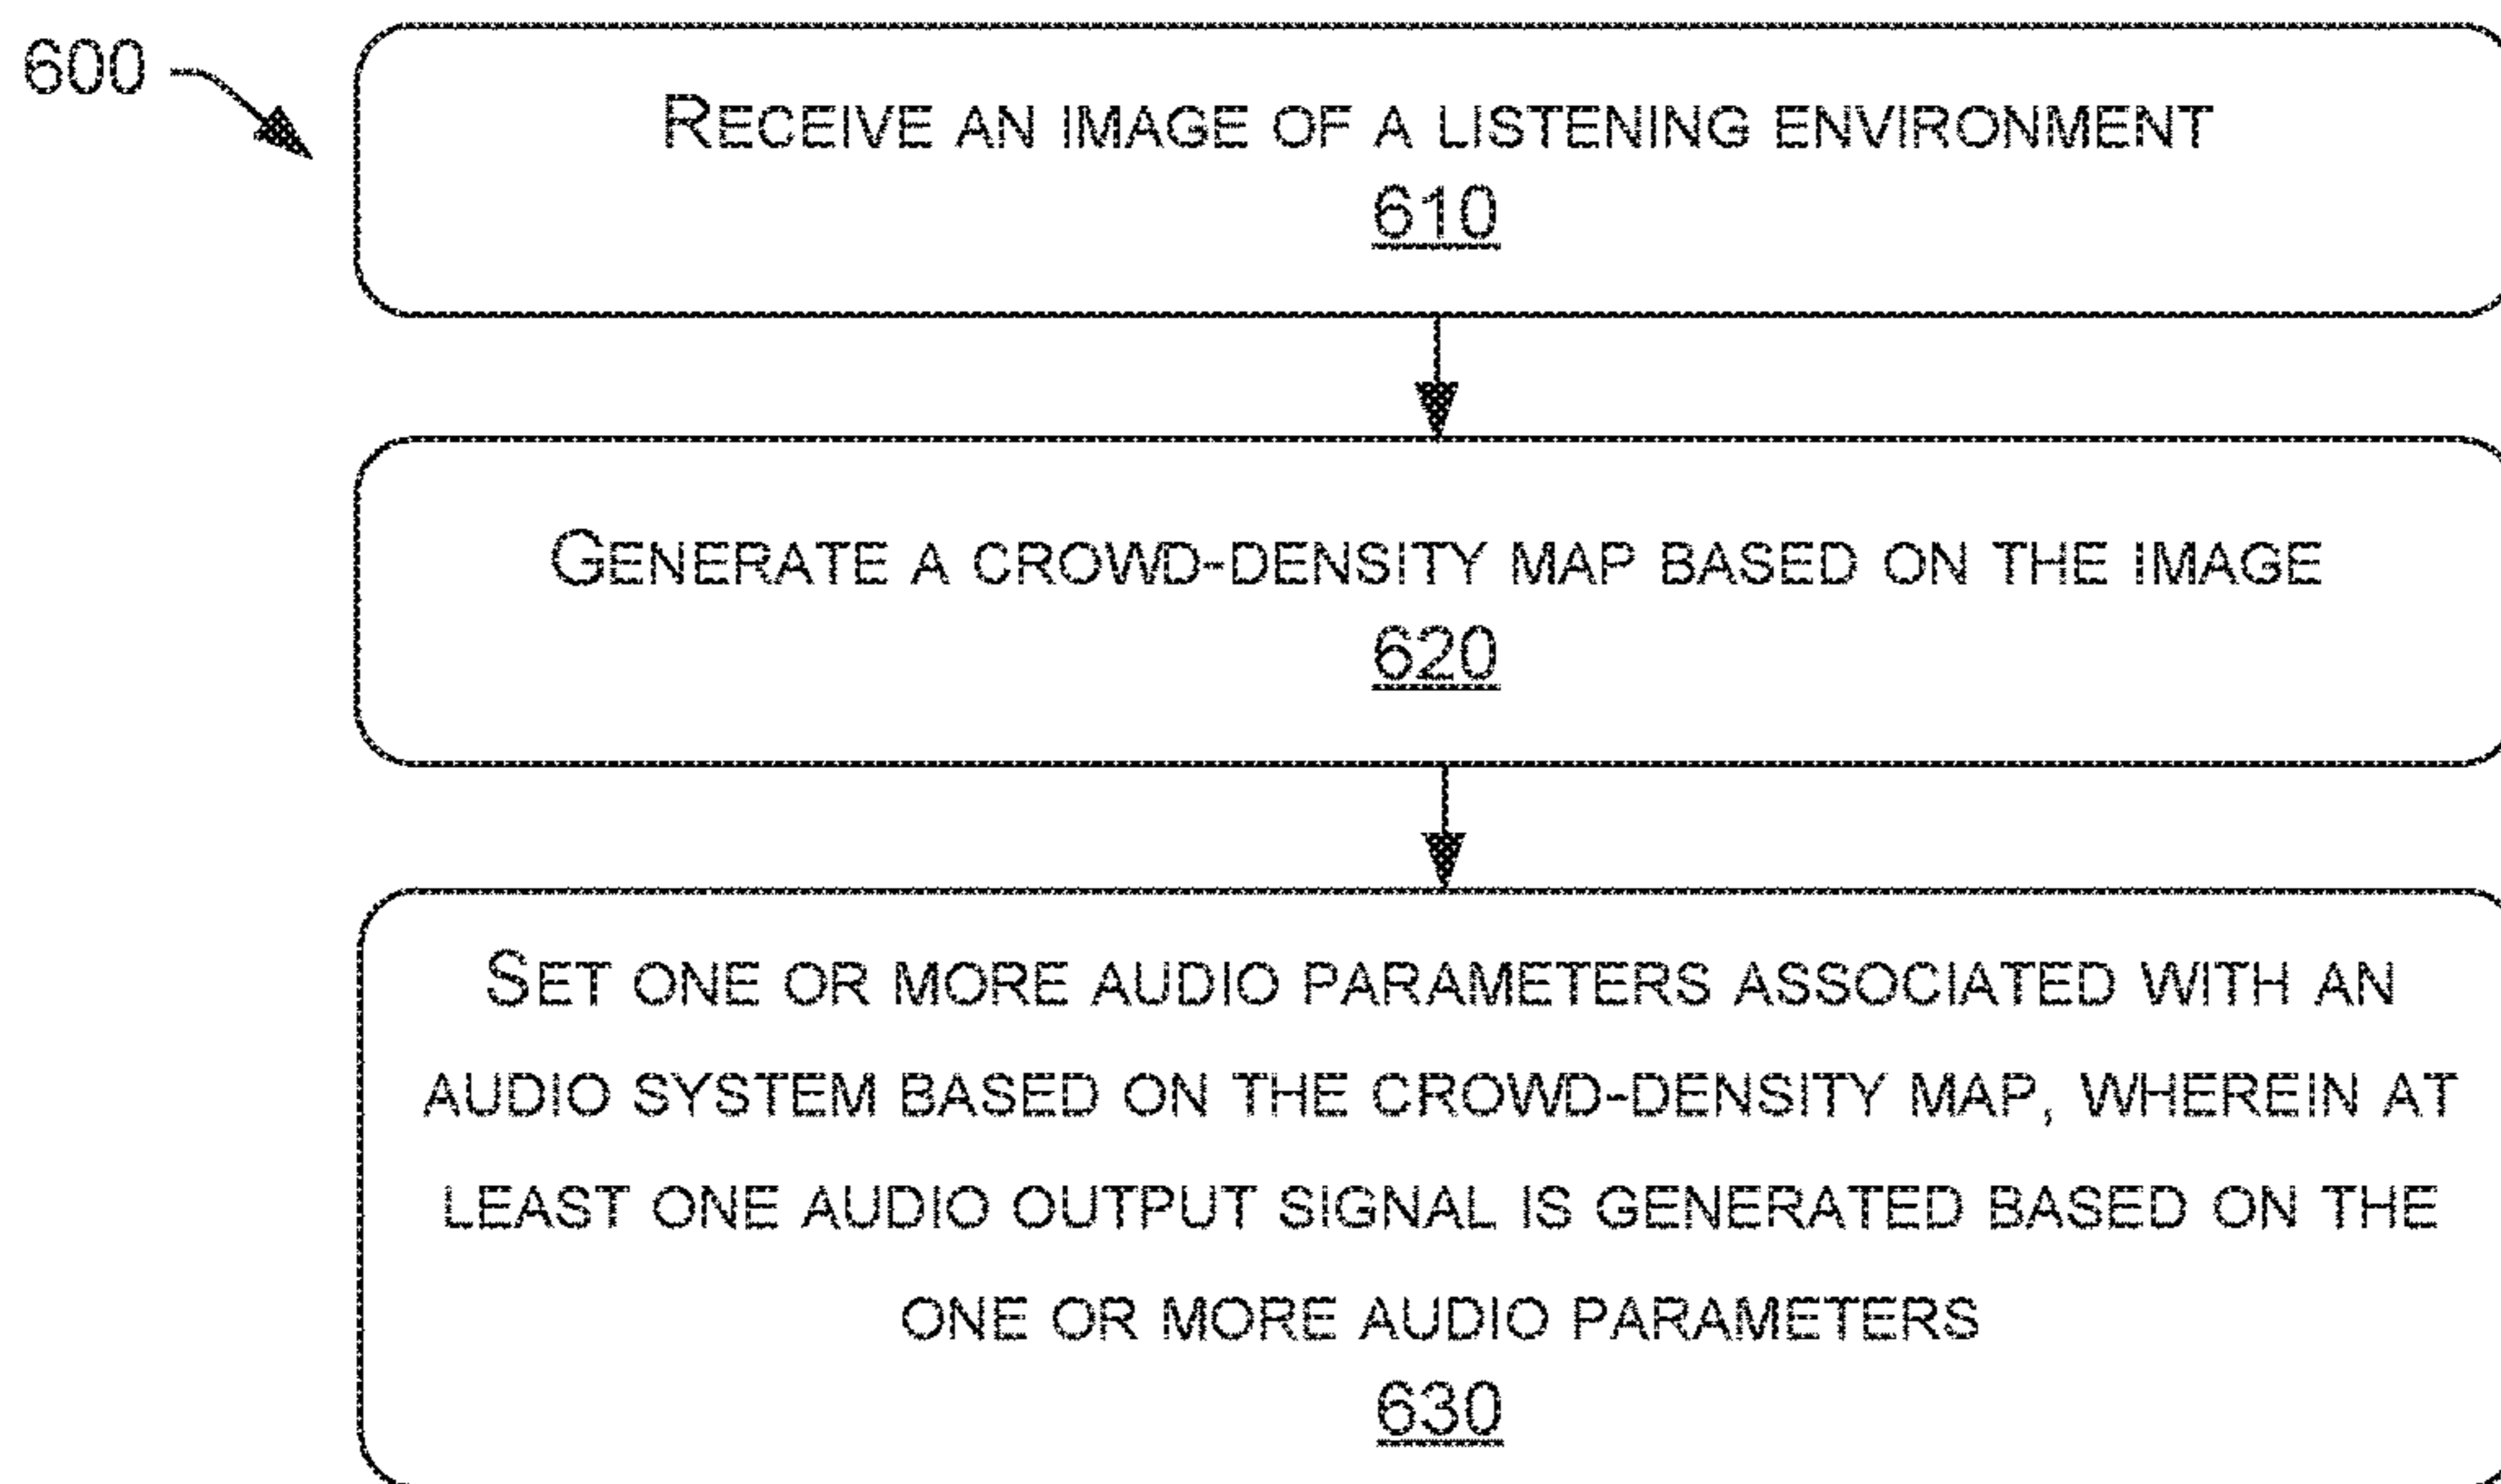 600
RECEIVE AN IMAGE OF A LISTENING ENVIRONMENT
610
GENERATE A CROWD-DENSITY MAP BASED ON THE IMAGE
620
SET ONE OR MORE AUDIO PARAMETERS ASSOCIATED WITH AN
AUDIO SYSTEM BASED ON THE CROWD-DENSITY MAP, WHEREIN AT
LEAST ONE AUDIO OUTPUT SIGNAL IS GENERATED BASED ON THE
ONE OR MORE AUDIO PARAMETERS
630